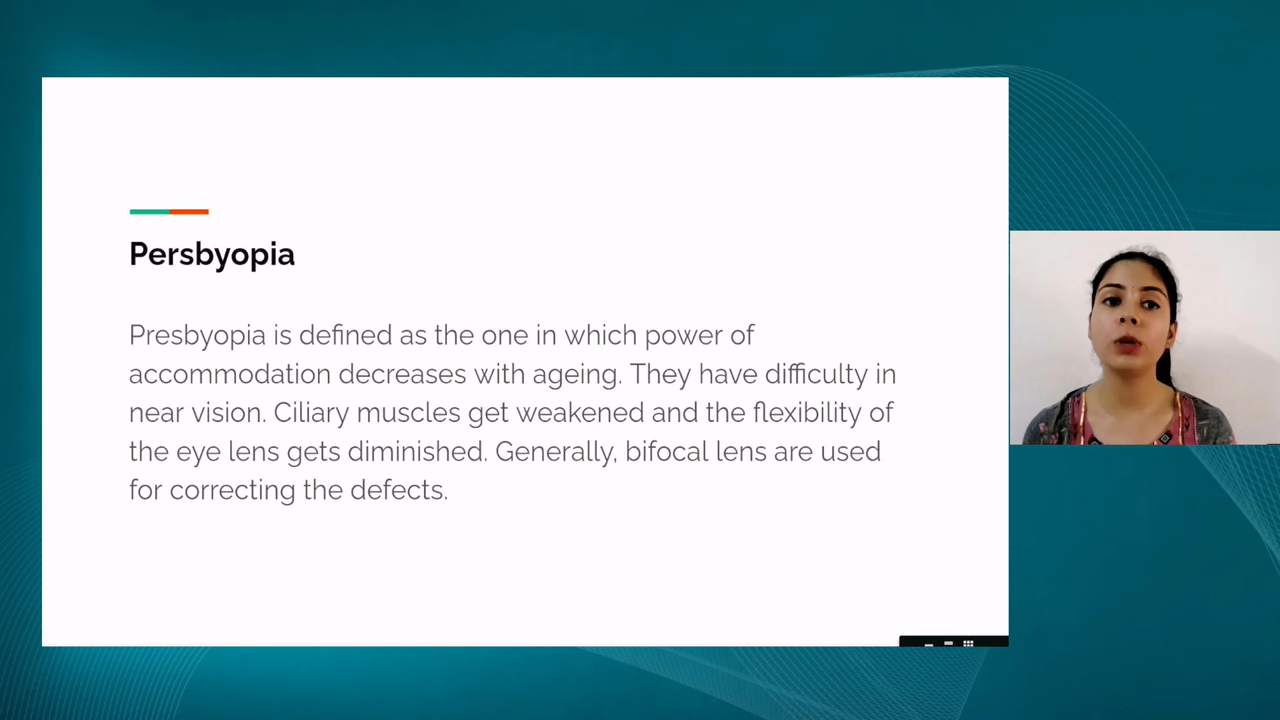 Persbyopia
Presbyopia is defined as the one in which power of
accommodation decreases with ageing. They have difficulty in
near vision. Ciliary muscles get weakened and the flexibility of
the eye lens gets diminished. Generally, bifocal lens are used
for correcting the defects.